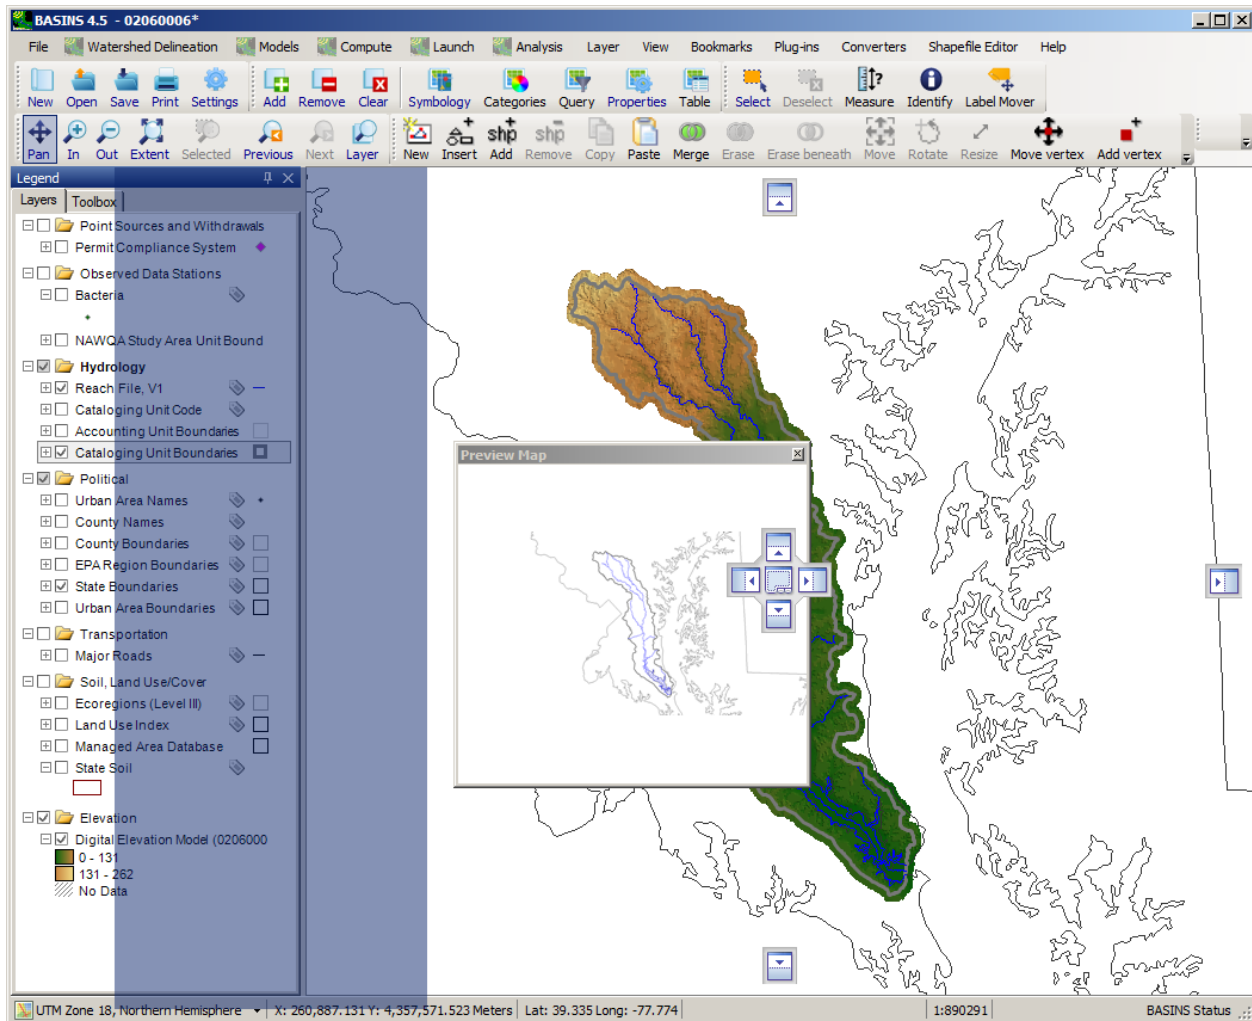 BASINS 4.5 - 02060006*
File Watershed Delineation Models Compute Launch Analysis Layer View Bookmarks Plug-ins Converters Shapefile Editor Help
New Open Save Print Settings Add Remove Clear Symbology Categories Query Properties Table Select Deselect Measure Identify Label Mover
Pan In Out Extent Selected Previous Next Layer New Insert Add Remove Copy Paste Merge Erase Erase beneath Move Rotate Resize Move vertex Add vertex
Legend
Layers Toolbox
Point Sources and Withdrawals
Permit Compliance System
Observed Data Stations
Bacteria
NAWQA Study Area Unit Bound
Hydrology
Reach File, V1
Cataloging Unit Code
Accounting Unit Boundaries
Cataloging Unit Boundaries
Political
Urban Area Names
County Names
County Boundaries
EPA Region Boundaries
State Boundaries
Urban Area Boundaries
Transportation
Major Roads
Soil, Land Use/Cover
Ecoregions (Level III)
Land Use Index
Managed Area Database
State Soil
Elevation
Digital Elevation Model (0206000
0 - 131
131 - 262
No Data
Preview Map
UTM Zone 18, Northern Hemisphere X: 260,887.131 Y: 4,357,571.523 Meters Lat: 39.335 Long: -77.774 1:890291 BASINS Status